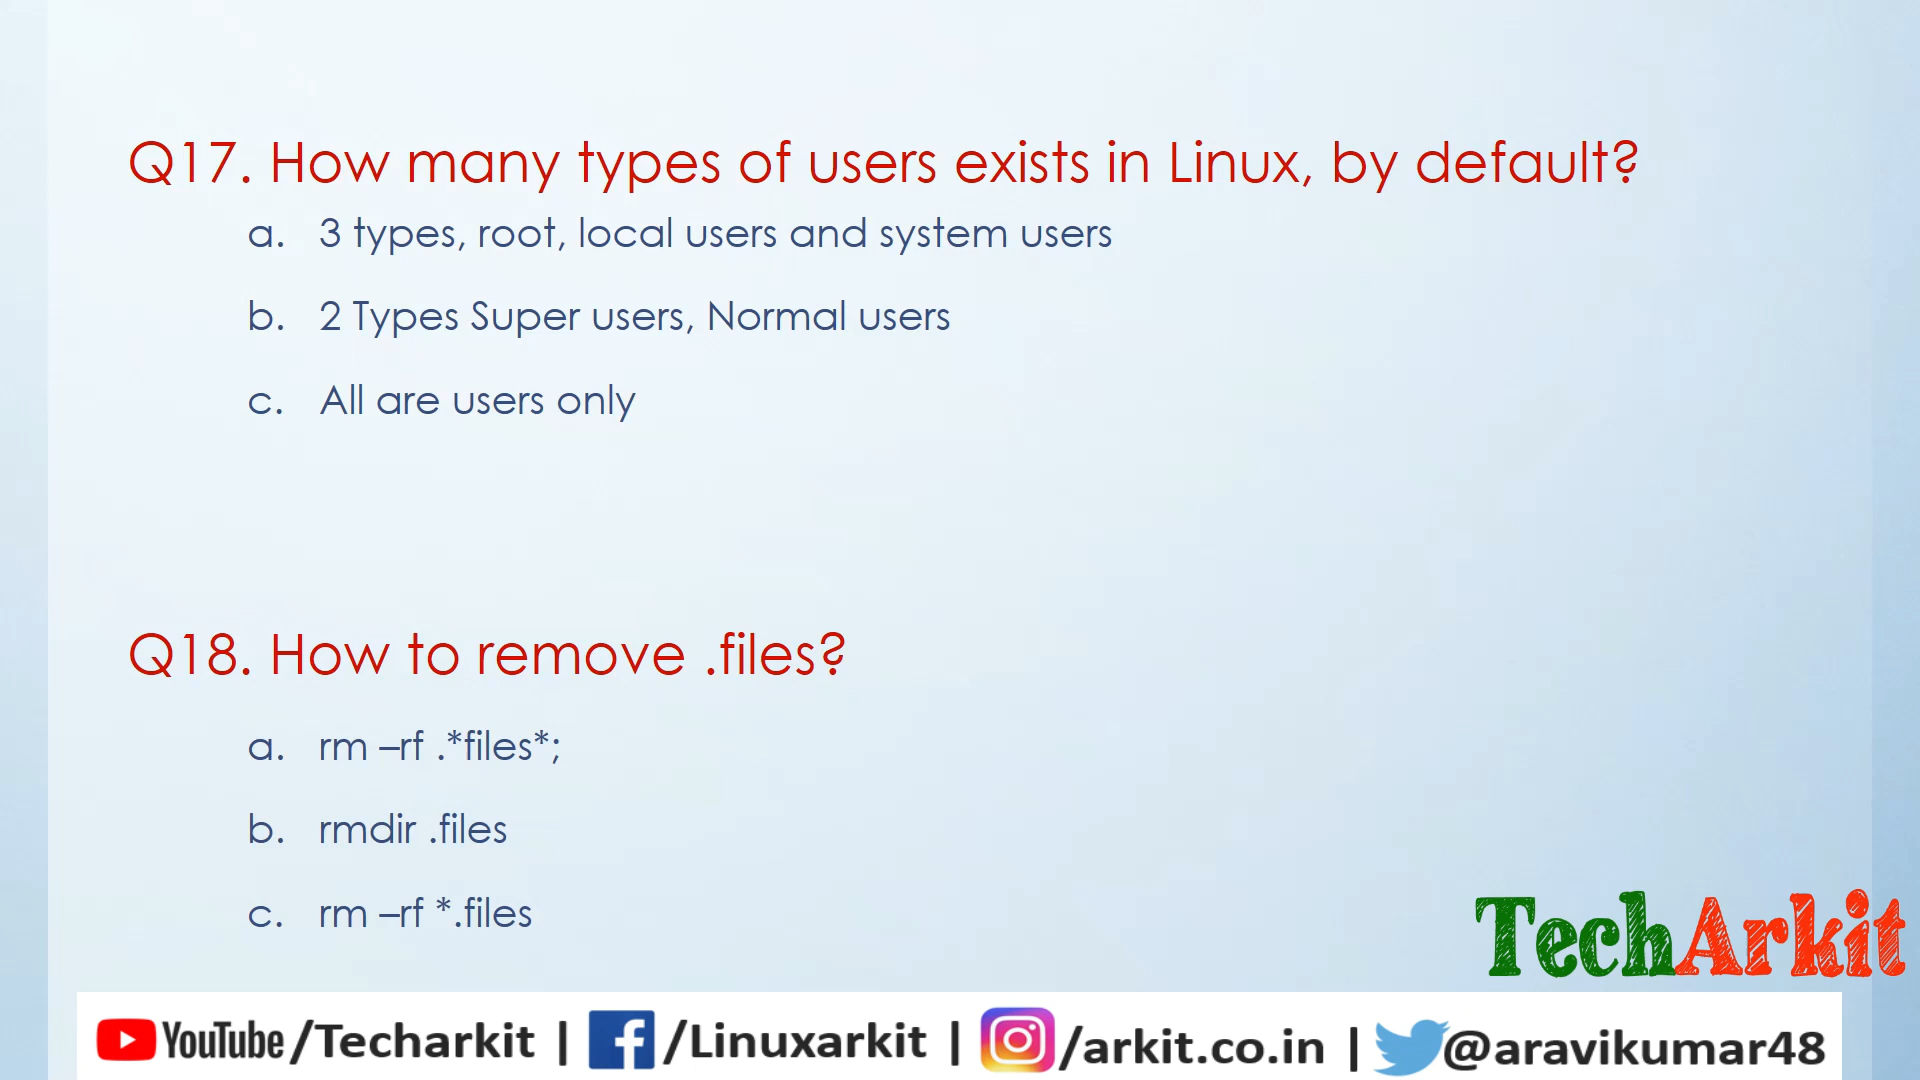 Q17. How many types of users exists in Linux, by default?
a. 3 types, root, local users and system users
b. 2 Types Super users, Normal users
c. All are users only
Q18. How to remove .files?
a. rm –rf .*files*;
b. rmdir .files
c. rm –rf *.files
TechArkit
YouTube/Techarkit | f/Linuxarkit | /arkit.co.in | @aravikumar48